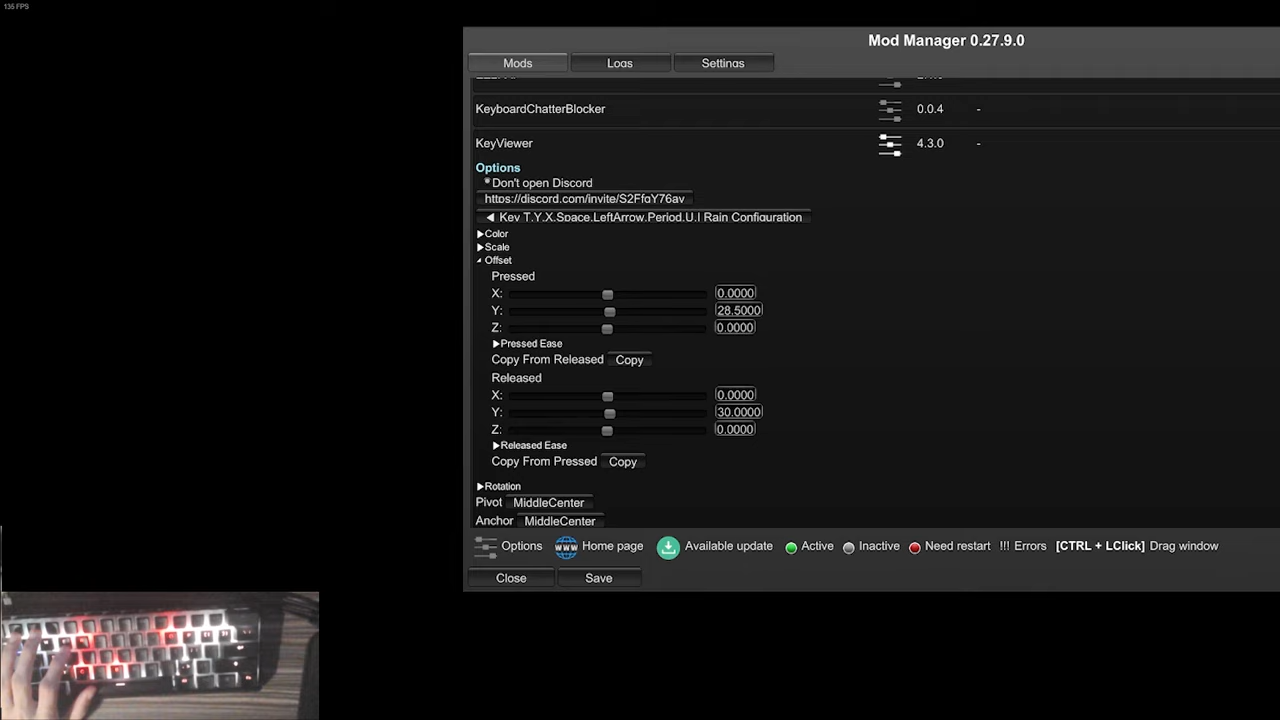 135 FPS
Mod Manager 0.27.9.0
Mods Logs Settings
KeyboardChatterBlocker 0.0.4 -
KeyViewer 4.3.0 -
Options
Don't open Discord
https://discord.com/invite/S2FfgY76av
◀ Key T,Y,X,Space,LeftArrow,Period,U,I Rain Configuration
▶Color
▶Scale
Offset
Pressed
X: 0.0000
Y: 28.5000
Z: 0.0000
▶Pressed Ease
Copy From Released Copy
Released
X: 0.0000
Y: 30.0000
Z: 0.0000
▶Released Ease
Copy From Pressed Copy
▶Rotation
Pivot MiddleCenter
Anchor MiddleCenter
Options www Home page Available update Active Inactive Need restart !!! Errors [CTRL + LClick] Drag window
Close Save